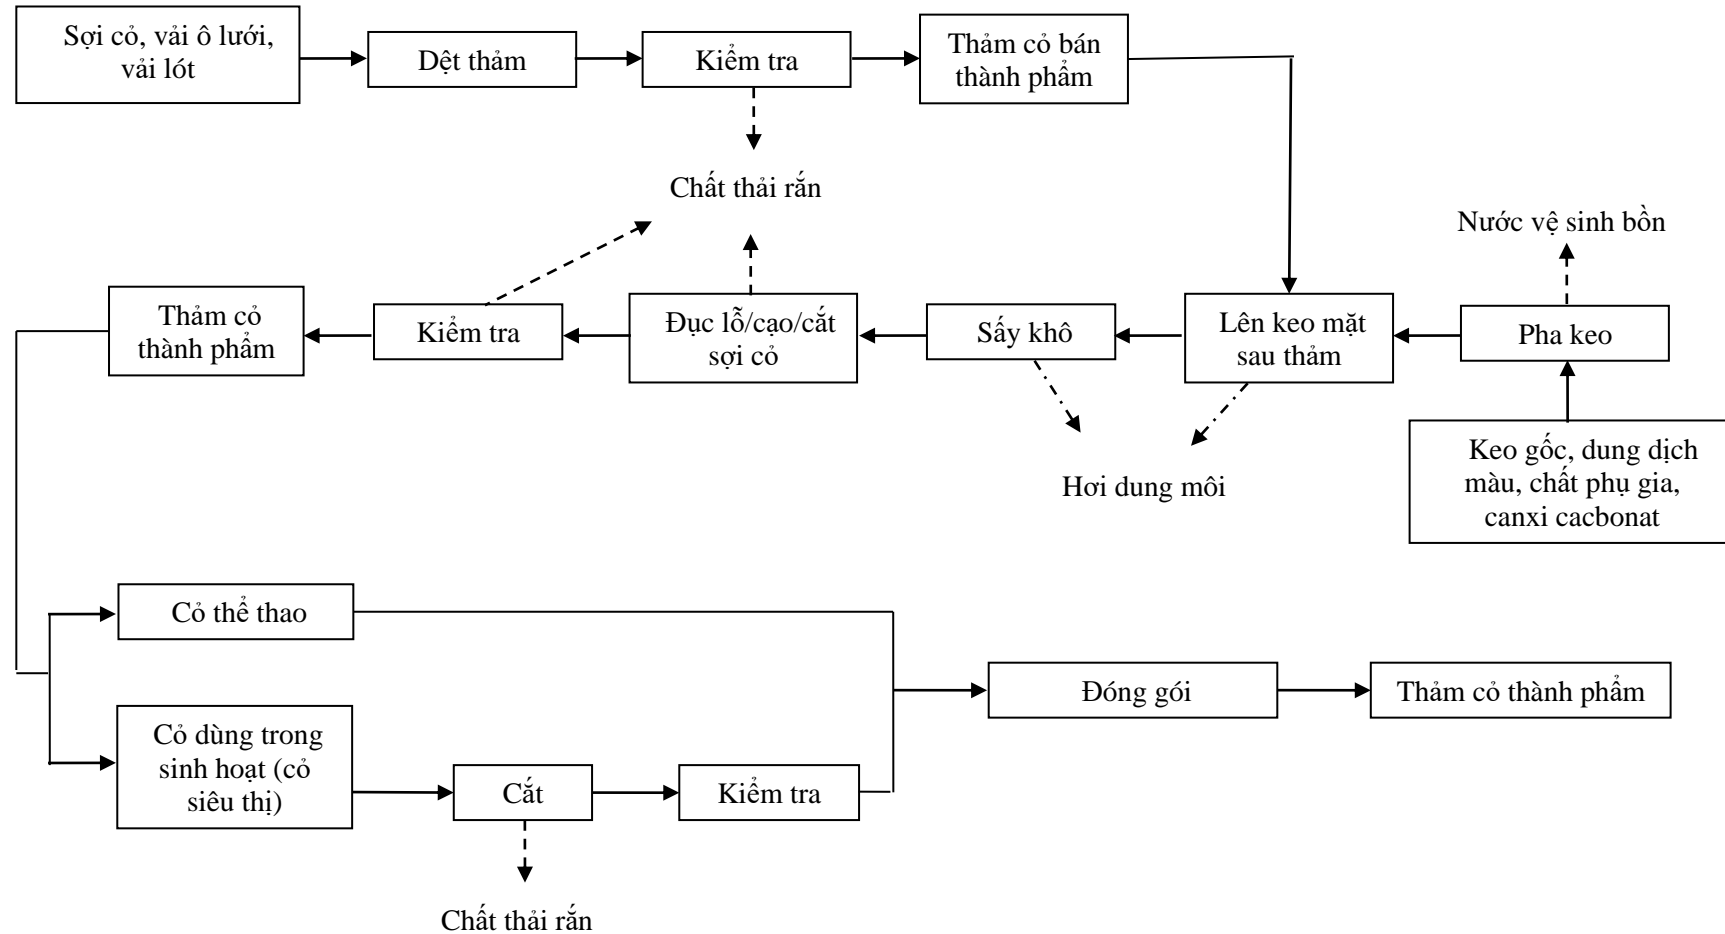 Sợi cỏ, vải ô lưới,
vải lót
Dệt thảm
Kiểm tra
Thảm cỏ bán
thành phẩm
Chất thải rắn
Nước vệ sinh bồn
Thảm cỏ
thành phẩm
Kiểm tra
Đục lỗ/cạo/cắt
sợi cỏ
Sấy khô
Lên keo mặt
sau thảm
Pha keo
Keo gốc, dung dịch
màu, chất phụ gia,
canxi cacbonat
Hơi dung môi
Cỏ thể thao
Cỏ dùng trong
sinh hoạt (cỏ
siêu thị)
Cắt
Kiểm tra
Đóng gói
Thảm cỏ thành phẩm
Chất thải rắn